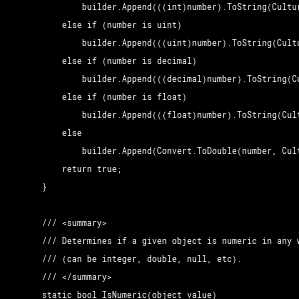 builder.Append(((int)number).ToString(Cultur
else if (number is uint)
builder.Append(((uint)number).ToString(Cultu
else if (number is decimal)
builder.Append(((decimal)number).ToString(Cu
else if (number is float)
builder.Append(((float)number).ToString(Cult
else
builder.Append(Convert.ToDouble(number, Cult
return true;
}
/// <summary>
/// Determines if a given object is numeric in any w
/// (can be integer, double, null, etc).
/// </summary>
static bool IsNumeric(object value)